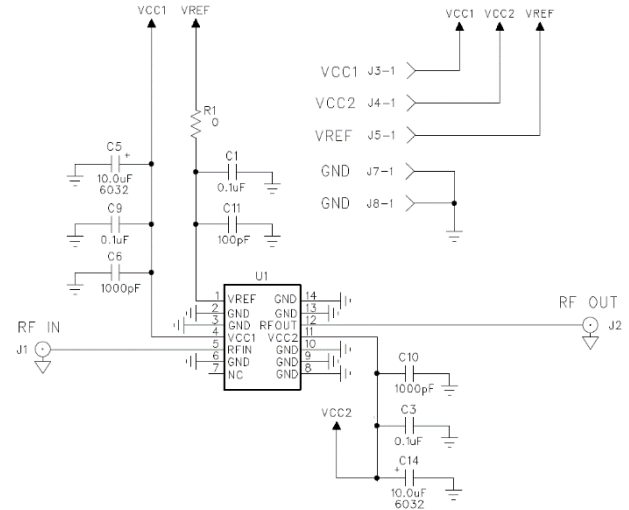 VCC1 VREF
VCC1 VCC2 VREF
VCC1 J3-1
VCC2 J4-1
VREF J5-1
GND J7-1
GND J8-1
R1
0
C5
+
10.0uF
6032
C1
0.1uF
C9
0.1uF
C11
100pF
C6
1000pF
U1
1 VREF GND 14
2 GND GND 13
3 GND RFOUT 12
4 VCC1 VCC2 11
5 RFIN GND 10
6 GND GND 9
7 NC GND 8
RF IN
J1
RF OUT
J2
C10
1000pF
VCC2
C3
0.1uF
+ C14
10.0uF
6032